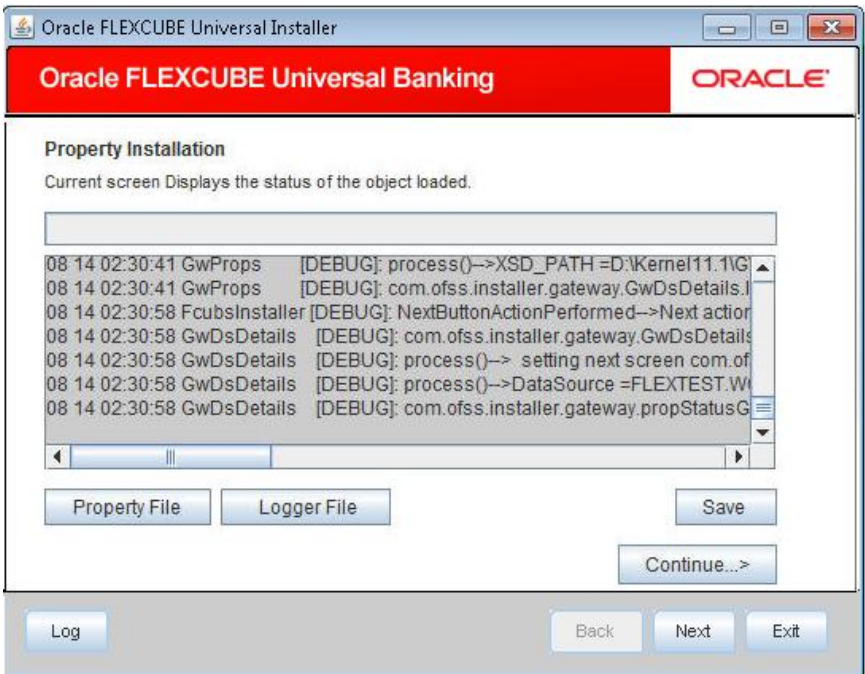 Oracle FLEXCUBE Universal Installer
Oracle FLEXCUBE Universal Banking
ORACLE
Property Installation
Current screen Displays the status of the object loaded.
08 14 02:30:41 GwProps [DEBUG]: process()-->XSD_PATH =D:\Kernel11.1\G
08 14 02:30:41 GwProps [DEBUG]: com.ofss.installer.gateway.GwDsDetails.
08 14 02:30:58 FcubsInstaller [DEBUG]: NextButtonActionPerformed-->Next action
08 14 02:30:58 GwDsDetails [DEBUG]: com.ofss.installer.gateway.GwDsDetails
08 14 02:30:58 GwDsDetails [DEBUG]: process()--> setting next screen com.of
08 14 02:30:58 GwDsDetails [DEBUG]: process()-->DataSource =FLEXTEST.W
08 14 02:30:58 GwDsDetails [DEBUG]: com.ofss.installer.gateway.propStatusG
Property File Logger File Save
Continue...>
Log Back Next Exit